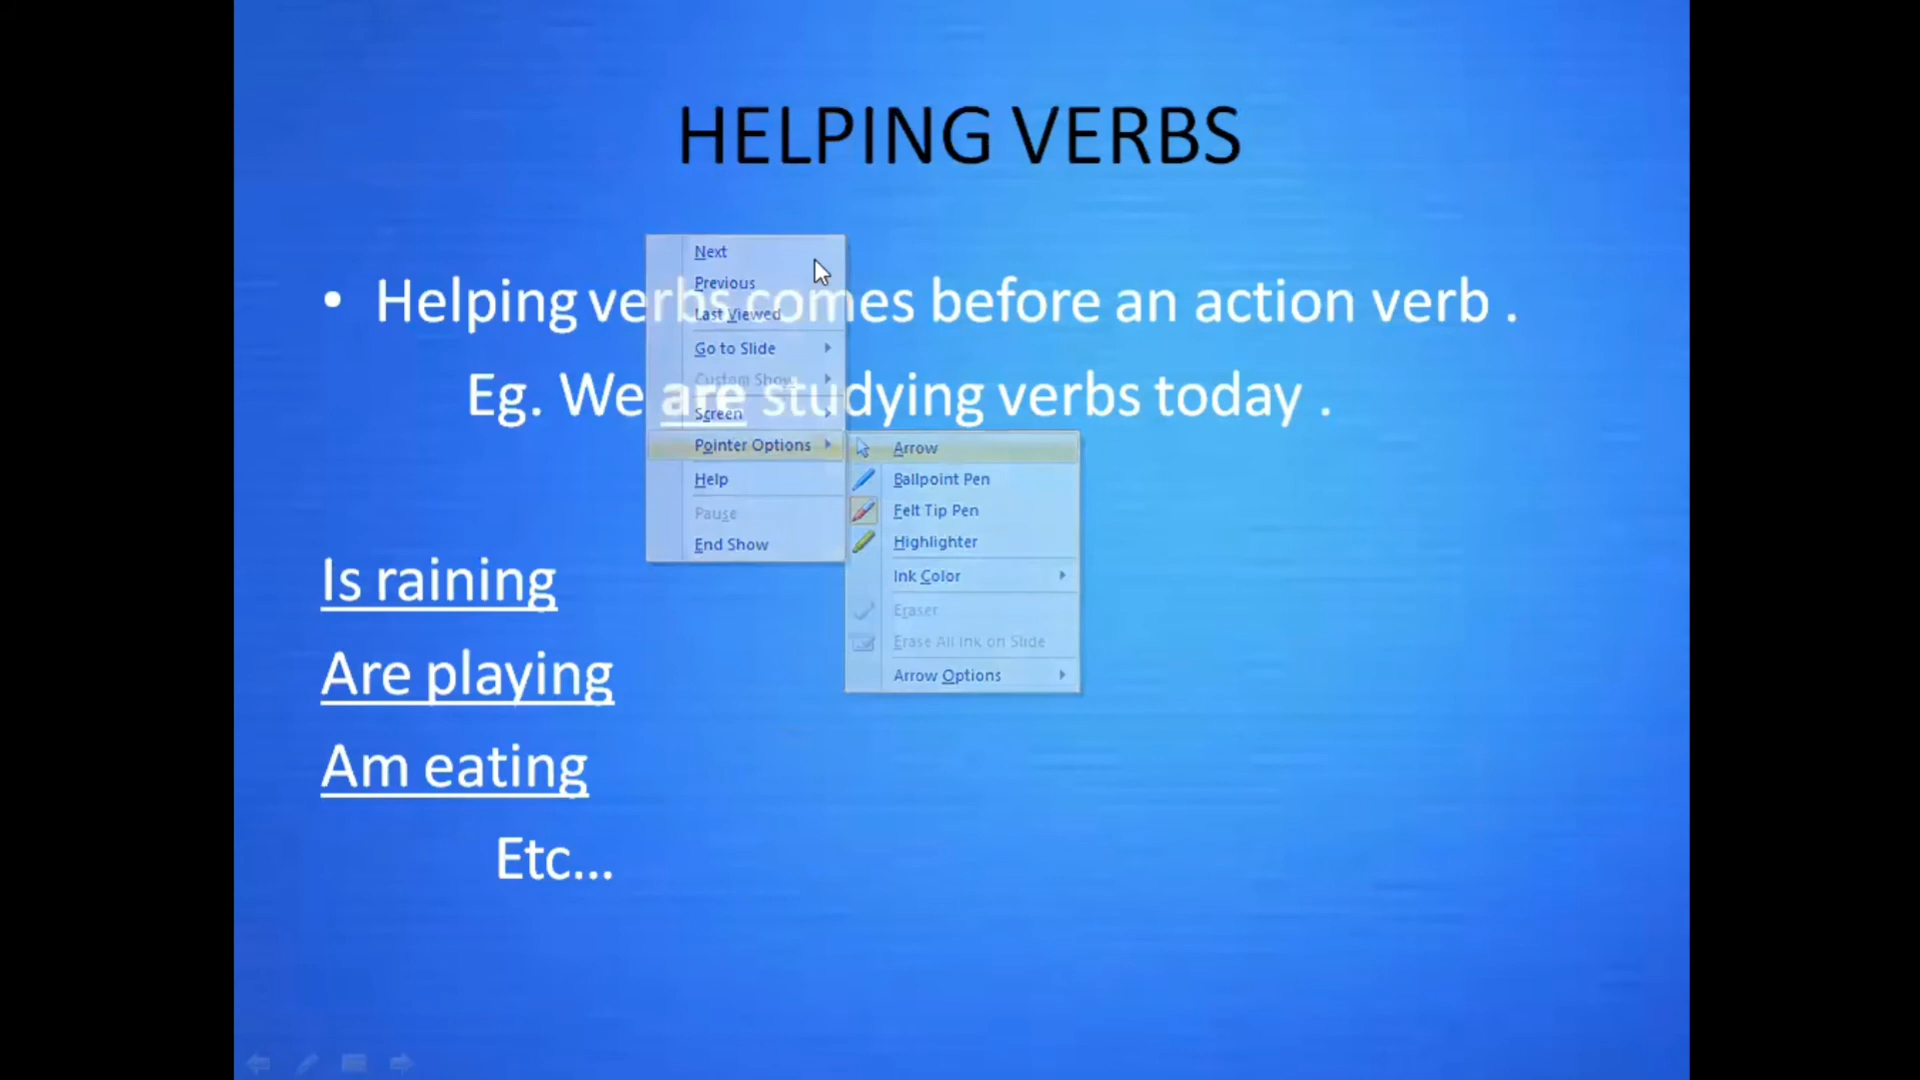 HELPING VERBS
• Helping verbs comes before an action verb .
Eg. We are studying verbs today .
Is raining
Are playing
Am eating
Etc...
Next
Previous
Last Viewed
Go to Slide
Custom Show
Screen
Pointer Options
Help
Pause
End Show
Arrow
Ballpoint Pen
Felt Tip Pen
Highlighter
Ink Color
Eraser
Erase All Ink on Slide
Arrow Options